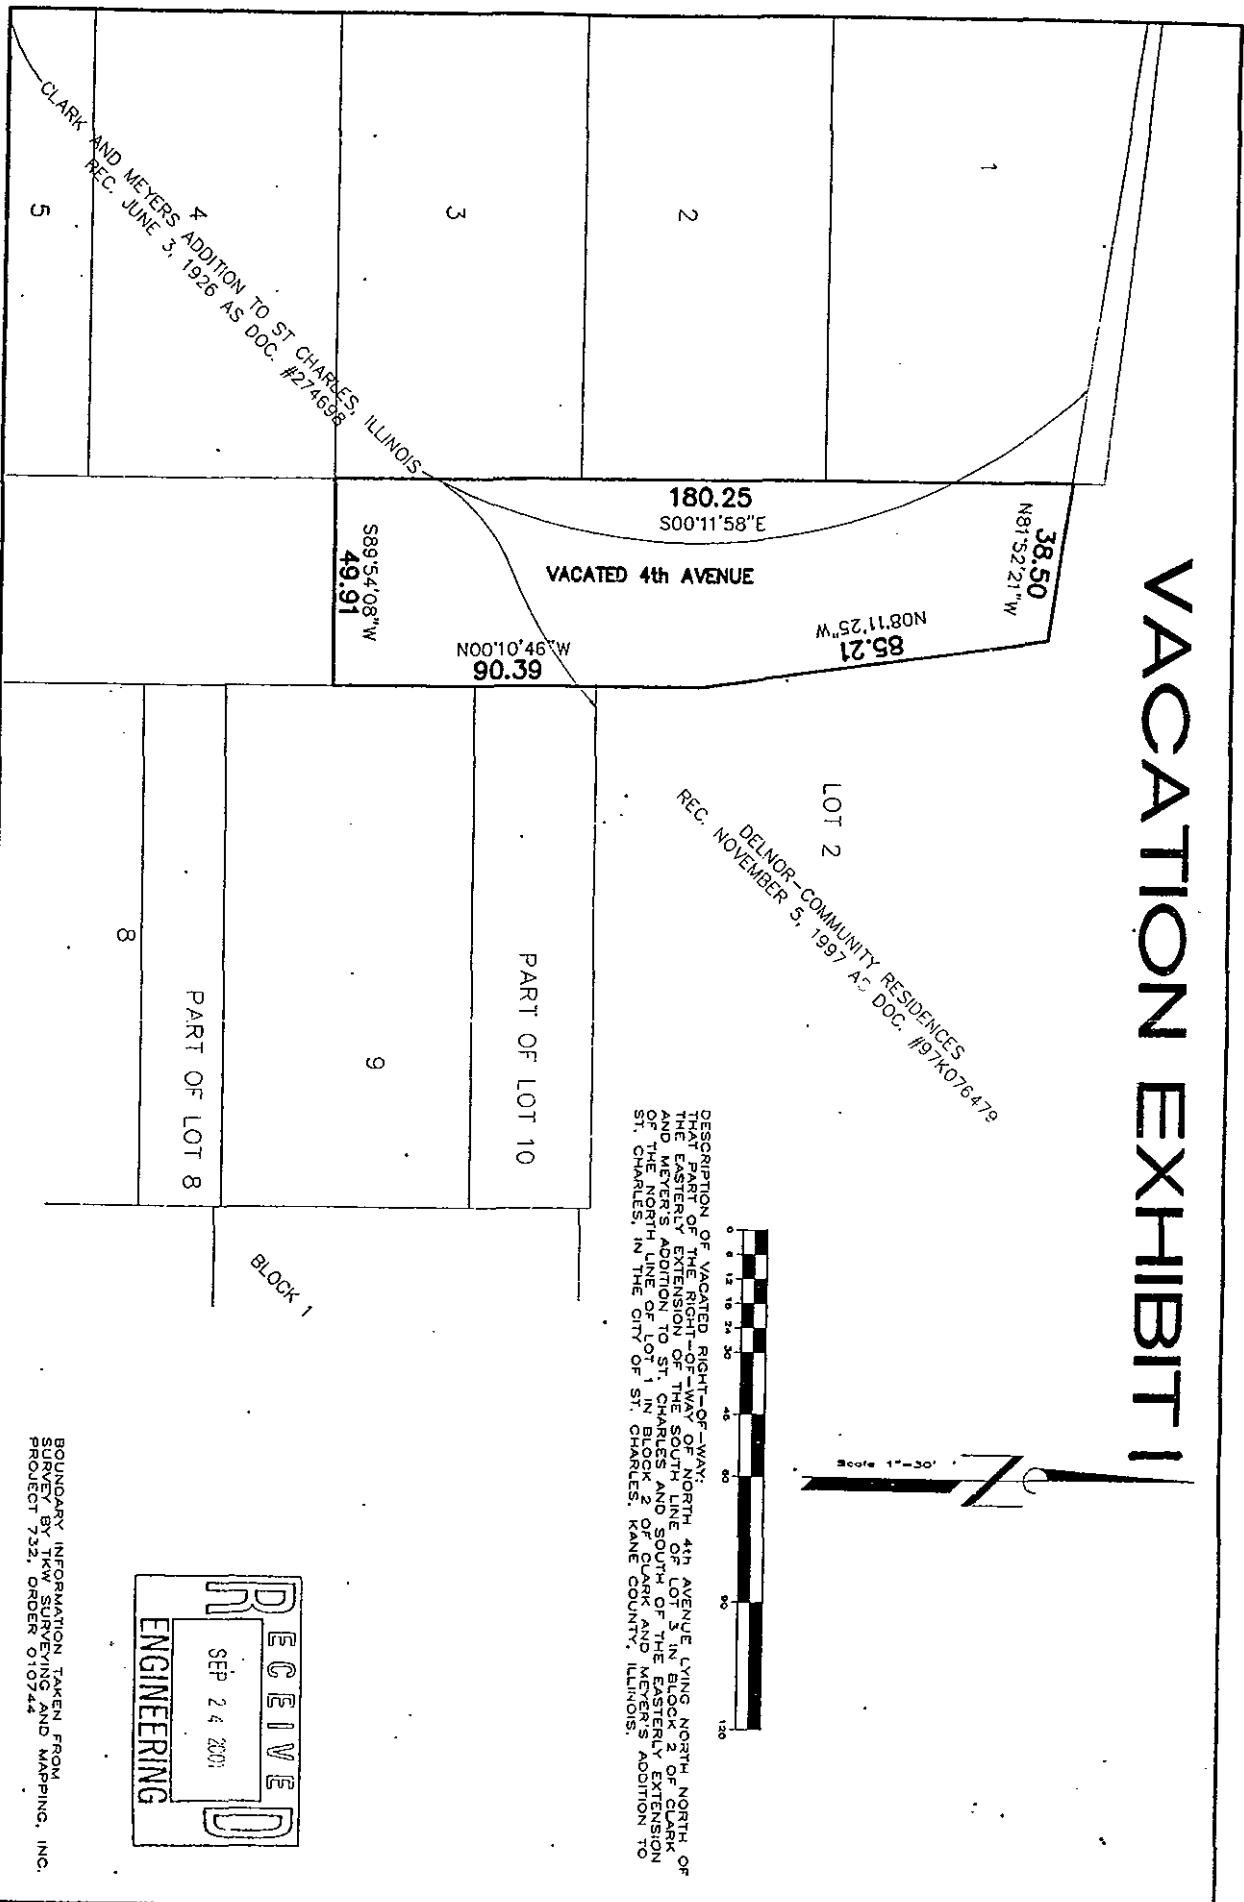 VACATION EXHIBIT
1
2
3
4
5
CLARK AND MEYERS ADDITION TO ST CHARLES, ILLINOIS
REC. JUNE 3, 1926 AS DOC. #274698
38.50
N81°52'21"W
180.25
S00°11'58"E
VACATED 4th AVENUE
N08°11'25"W
85.21
S89°54'08"W
49.91
N00°10'46"W
90.39
LOT 2
DELNOR-COMMUNITY RESIDENCES
REC. NOVEMBER 5, 1997 AS DOC. #97K076479
PART OF LOT 10
9
PART OF LOT 8
8
BLOCK 1
Scale 1"=30'
0 6 12 18 24 30 45 60 90 120
DESCRIPTION OF VACATED RIGHT-OF-WAY:
THAT PART OF THE RIGHT-OF-WAY OF NORTH 4th AVENUE LYING NORTH NORTH OF
THE EASTERLY EXTENSION OF THE SOUTH LINE OF LOT 3 IN BLOCK 2 OF CLARK
AND MEYER'S ADDITION TO ST. CHARLES AND SOUTH OF THE EASTERLY EXTENSION
OF THE NORTH LINE OF LOT 1 IN BLOCK 2 OF CLARK AND MEYER'S ADDITION TO
ST. CHARLES, IN THE CITY OF ST. CHARLES, KANE COUNTY, ILLINOIS.
RECEIVED
SEP 24 2001
ENGINEERING
BOUNDARY INFORMATION TAKEN FROM
SURVEY BY TKW SURVEYING AND MAPPING, INC.
PROJECT 732, ORDER 010744